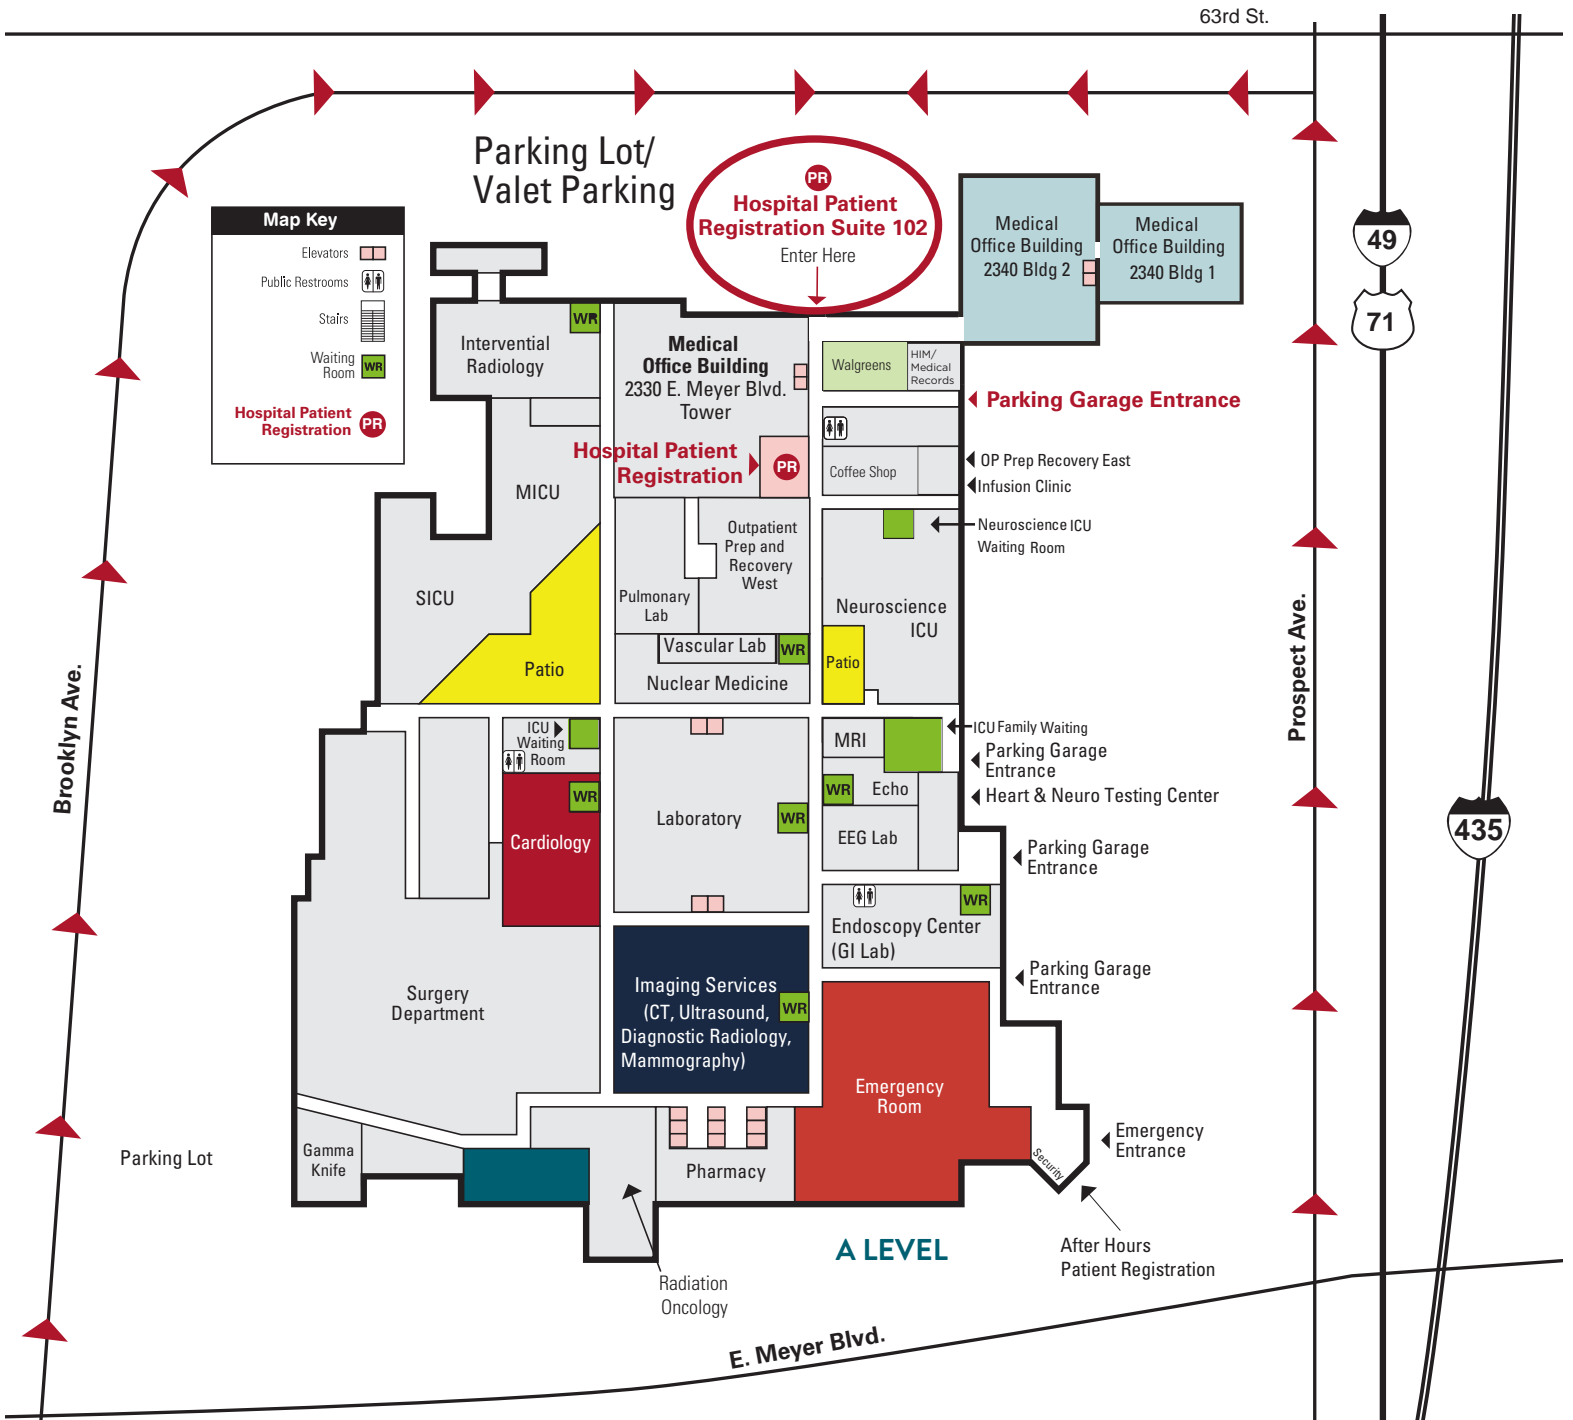 63rd St.
Parking Lot/
Valet Parking
PR
Hospital Patient
Registration Suite 102
Enter Here
Medical
Office Building
2340 Bldg 2
Medical
Office Building
2340 Bldg 1
49
71
435
Map Key
Elevators
Public Restrooms
Stairs
Waiting
Room
WR
Hospital Patient
Registration
PR
WR
Intervential
Radiology
Medical
Office Building
2330 E. Meyer Blvd.
Tower
Walgreens
HIM/
Medical
Records
Parking Garage Entrance
Hospital Patient
Registration
PR
Coffee Shop
OP Prep Recovery East
Infusion Clinic
MICU
SICU
Patio
Outpatient
Prep and
Recovery
West
Pulmonary
Lab
Vascular Lab
WR
Nuclear Medicine
Neuroscience ICU
Waiting Room
Neuroscience
ICU
Patio
Brooklyn Ave.
Prospect Ave.
ICU
Waiting
Room
WR
Cardiology
Laboratory
WR
MRI
WR
Echo
EEG Lab
ICU Family Waiting
Parking Garage
Entrance
Heart & Neuro Testing Center
Parking Garage
Entrance
WR
Endoscopy Center
(GI Lab)
Parking Garage
Entrance
Surgery
Department
Imaging Services
(CT, Ultrasound,
Diagnostic Radiology,
Mammography)
WR
Emergency
Room
Emergency
Entrance
Security
Parking Lot
Gamma
Knife
Pharmacy
A LEVEL
After Hours
Patient Registration
Radiation
Oncology
E. Meyer Blvd.